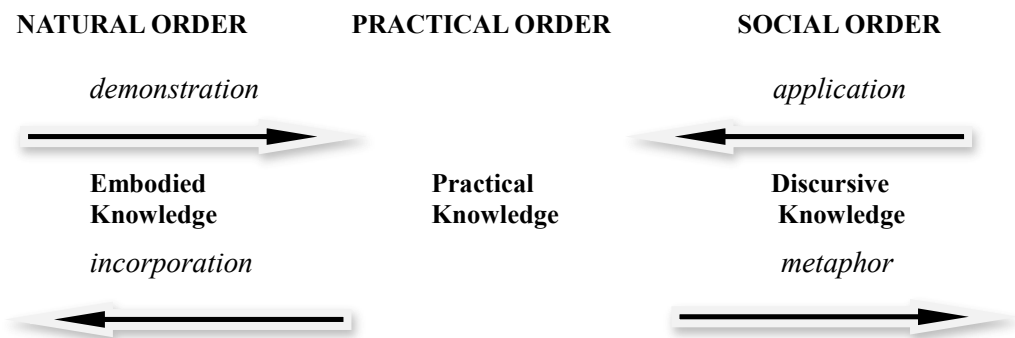 NATURAL ORDER PRACTICAL ORDER SOCIAL ORDER
demonstration application
Embodied Practical Discursive
Knowledge Knowledge Knowledge
incorporation metaphor